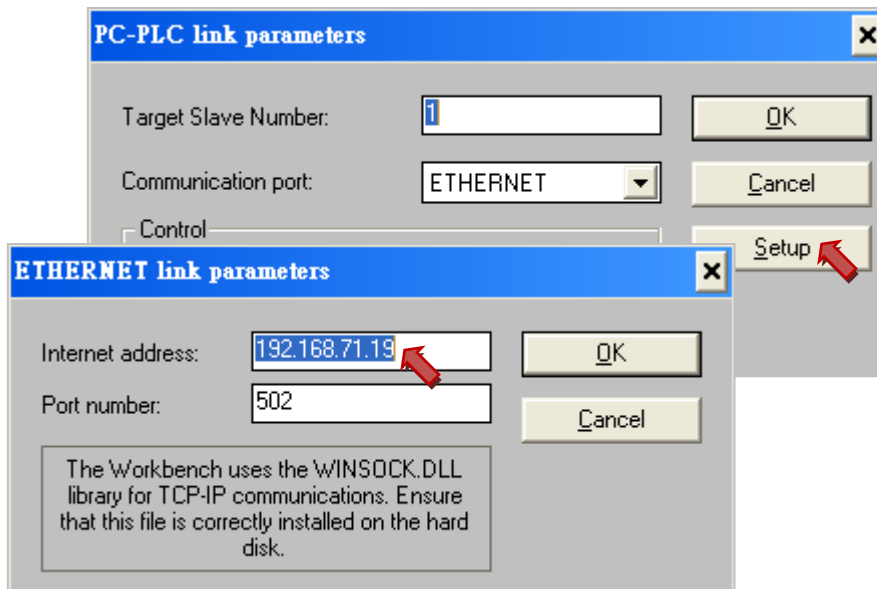 PC-PLC link parameters
Target Slave Number:
1
OK
Communication port:
ETHERNET
Cancel
Control
Setup
ETHERNET link parameters
Internet address:
192.168.71.19
OK
Port number:
502
Cancel
The Workbench uses the WINSOCK.DLL
library for TCP-IP communications. Ensure
that this file is correctly installed on the hard
disk.